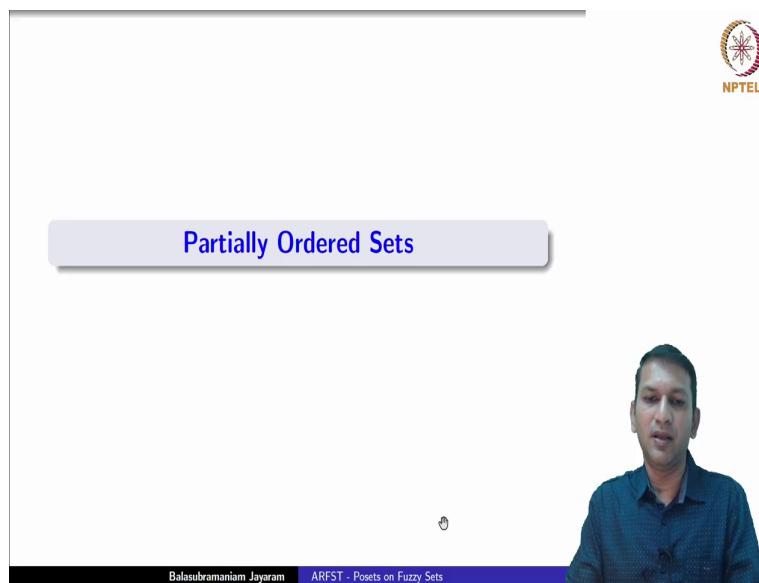 NPTEL
Partially Ordered Sets
Balasubramaniam Jayaram ARFST - Posets on Fuzzy Sets